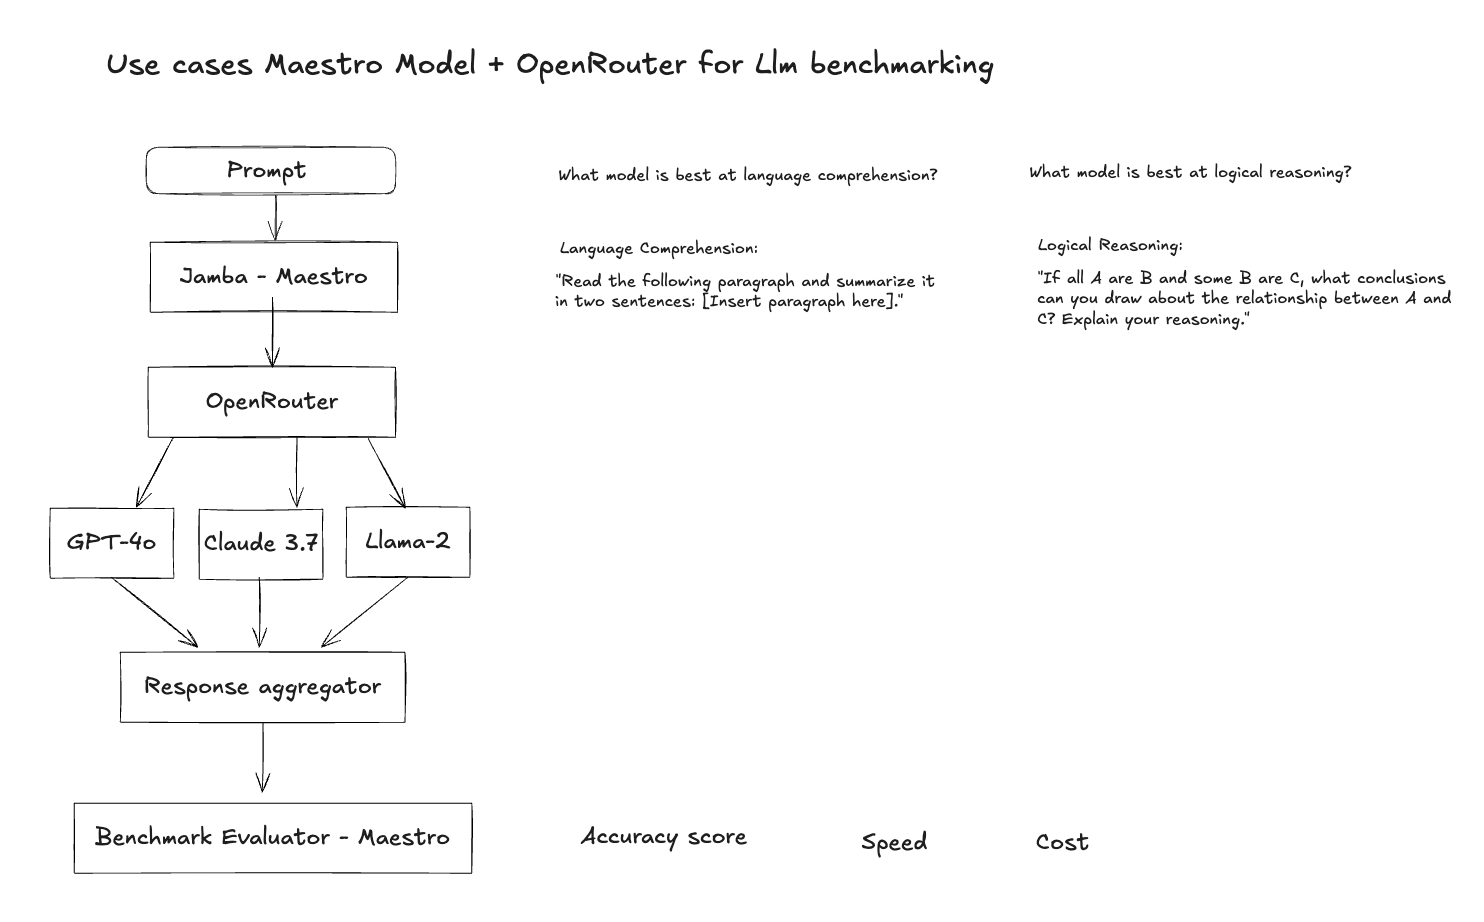 Use cases Maestro Model + OpenRouter for Llm benchmarking
Prompt
What model is best at language comprehension?
What model is best at logical reasoning?
Jamba - Maestro
Language Comprehension:
"Read the following paragraph and summarize it
in two sentences: [Insert paragraph here]."
Logical Reasoning:
"If all A are B and some B are C, what conclusions
can you draw about the relationship between A and
C? Explain your reasoning."
OpenRouter
GPT-4o
Claude 3.7
Llama-2
Response aggregator
Benchmark Evaluator - Maestro
Accuracy score
Speed
Cost